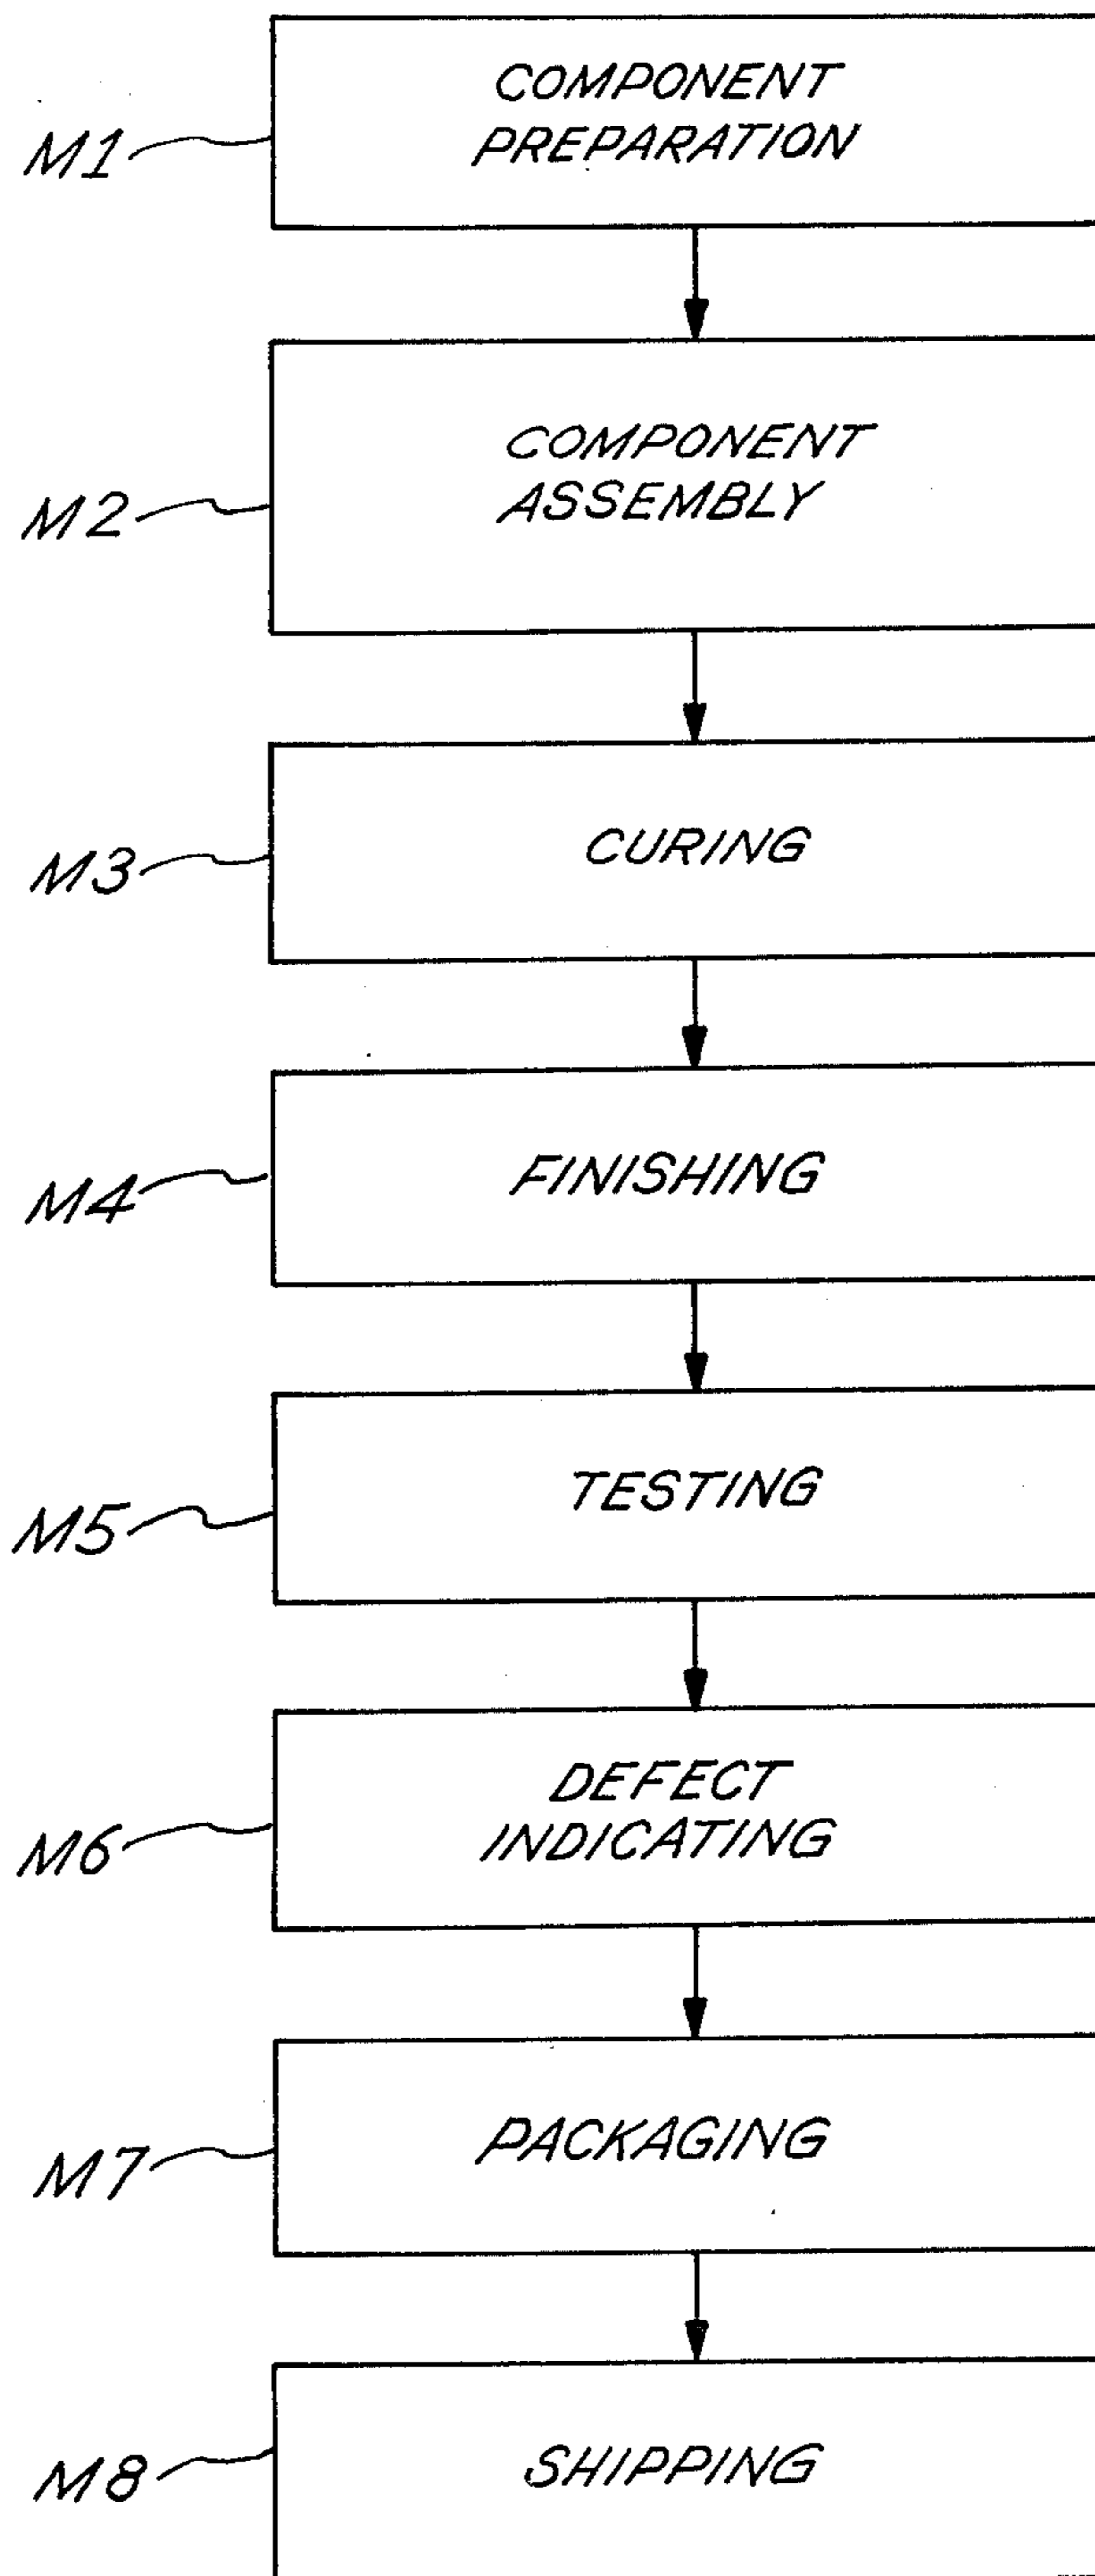 COMPONENT
PREPARATION
M1
COMPONENT
ASSEMBLY
M2
CURING
M3
FINISHING
M4
TESTING
M5
DEFECT
INDICATING
M6
PACKAGING
M7
SHIPPING
M8